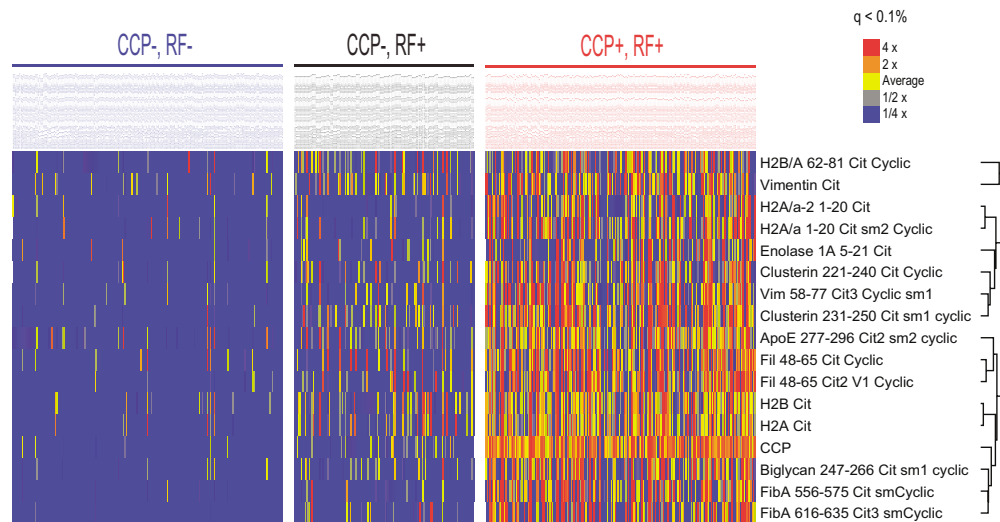 q < 0.1%
CCP-, RF-
CCP-, RF+
CCP+, RF+
4 x
2 x
Average
1/2 x
1/4 x
H2B/A 62-81 Cit Cyclic
Vimentin Cit
H2A/a-2 1-20 Cit
H2A/a 1-20 Cit sm2 Cyclic
Enolase 1A 5-21 Cit
Clusterin 221-240 Cit Cyclic
Vim 58-77 Cit3 Cyclic sm1
Clusterin 231-250 Cit sm1 cyclic
ApoE 277-296 Cit2 sm2 cyclic
Fil 48-65 Cit Cyclic
Fil 48-65 Cit2 V1 Cyclic
H2B Cit
H2A Cit
CCP
Biglycan 247-266 Cit sm1 cyclic
FibA 556-575 Cit smCyclic
FibA 616-635 Cit3 smCyclic